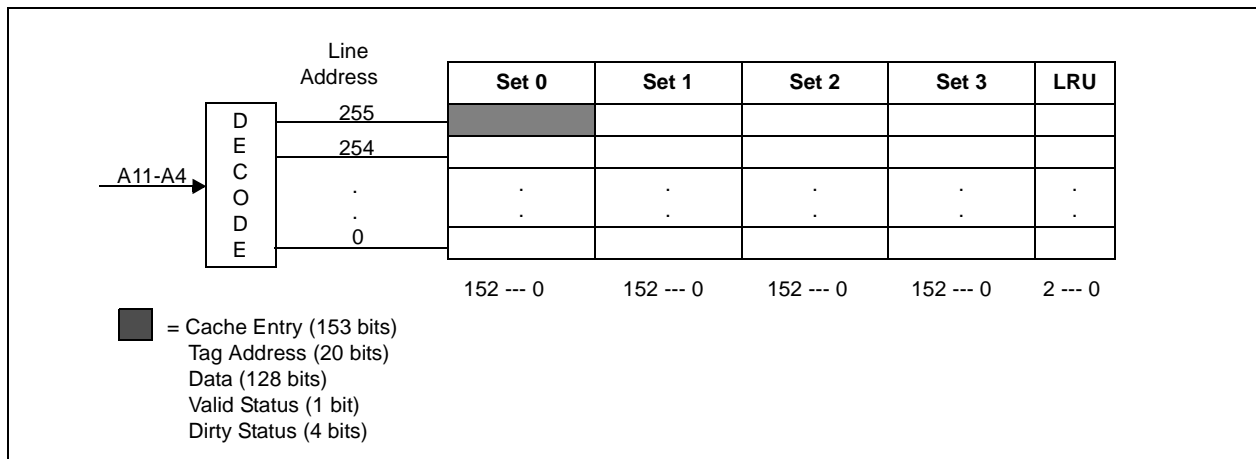 Line
Address
Set 0 Set 1 Set 2 Set 3 LRU
D
E
C
O
D
E
A11-A4
255
254
.
.
0
. . . . .
. . . . .
152 --- 0 152 --- 0 152 --- 0 152 --- 0 2 --- 0
= Cache Entry (153 bits)
Tag Address (20 bits)
Data (128 bits)
Valid Status (1 bit)
Dirty Status (4 bits)